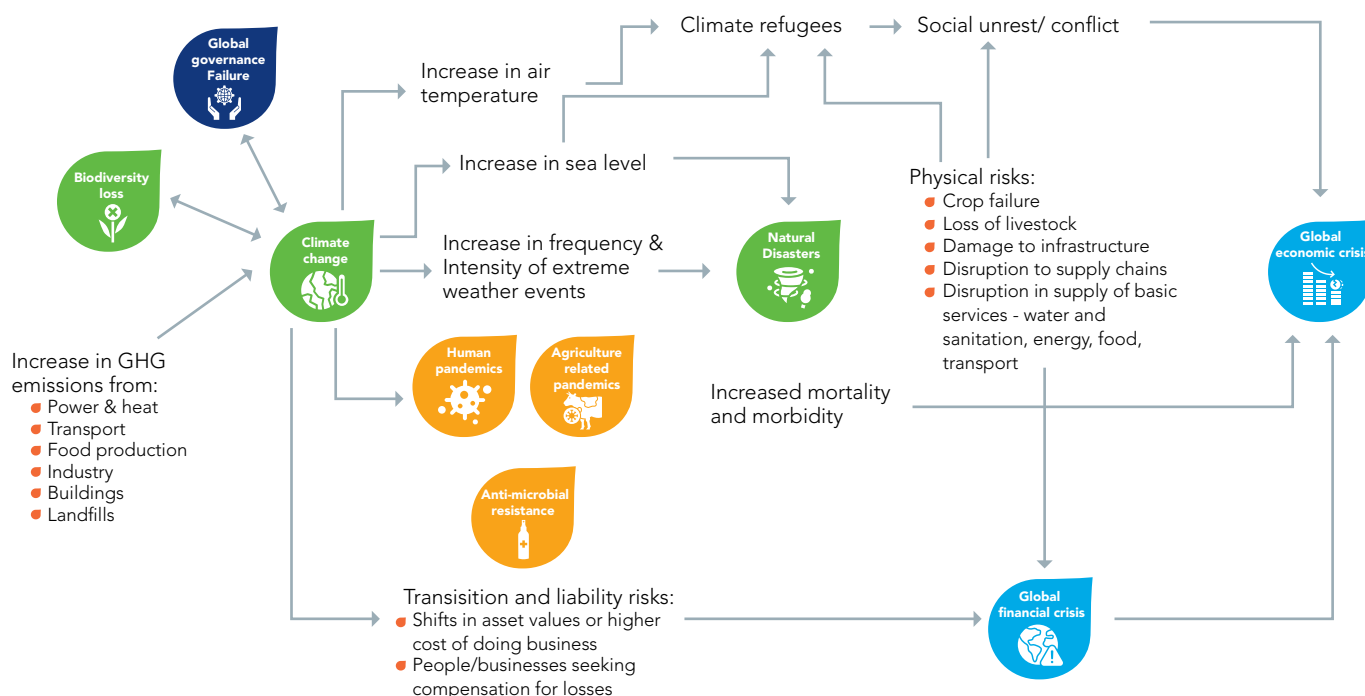 Global
governance
Failure
Climate refugees
Social unrest/ conflict
Increase in air
temperature
Biodiversity
loss
Increase in sea level
Physical risks:
Crop failure
Loss of livestock
Damage to infrastructure
Disruption to supply chains
Disruption in supply of basic
services - water and
sanitation, energy, food,
transport
Climate
change
Increase in frequency &
Intensity of extreme
weather events
Natural
Disasters
Global
economic crisis
Increase in GHG
emissions from:
Power & heat
Transport
Food production
Industry
Buildings
Landfills
Human
pandemics
Agriculture
related
pandemics
Increased mortality
and morbidity
Anti-microbial
resistance
Transisition and liability risks:
Shifts in asset values or higher
cost of doing business
People/businesses seeking
compensation for losses
Global
financial crisis